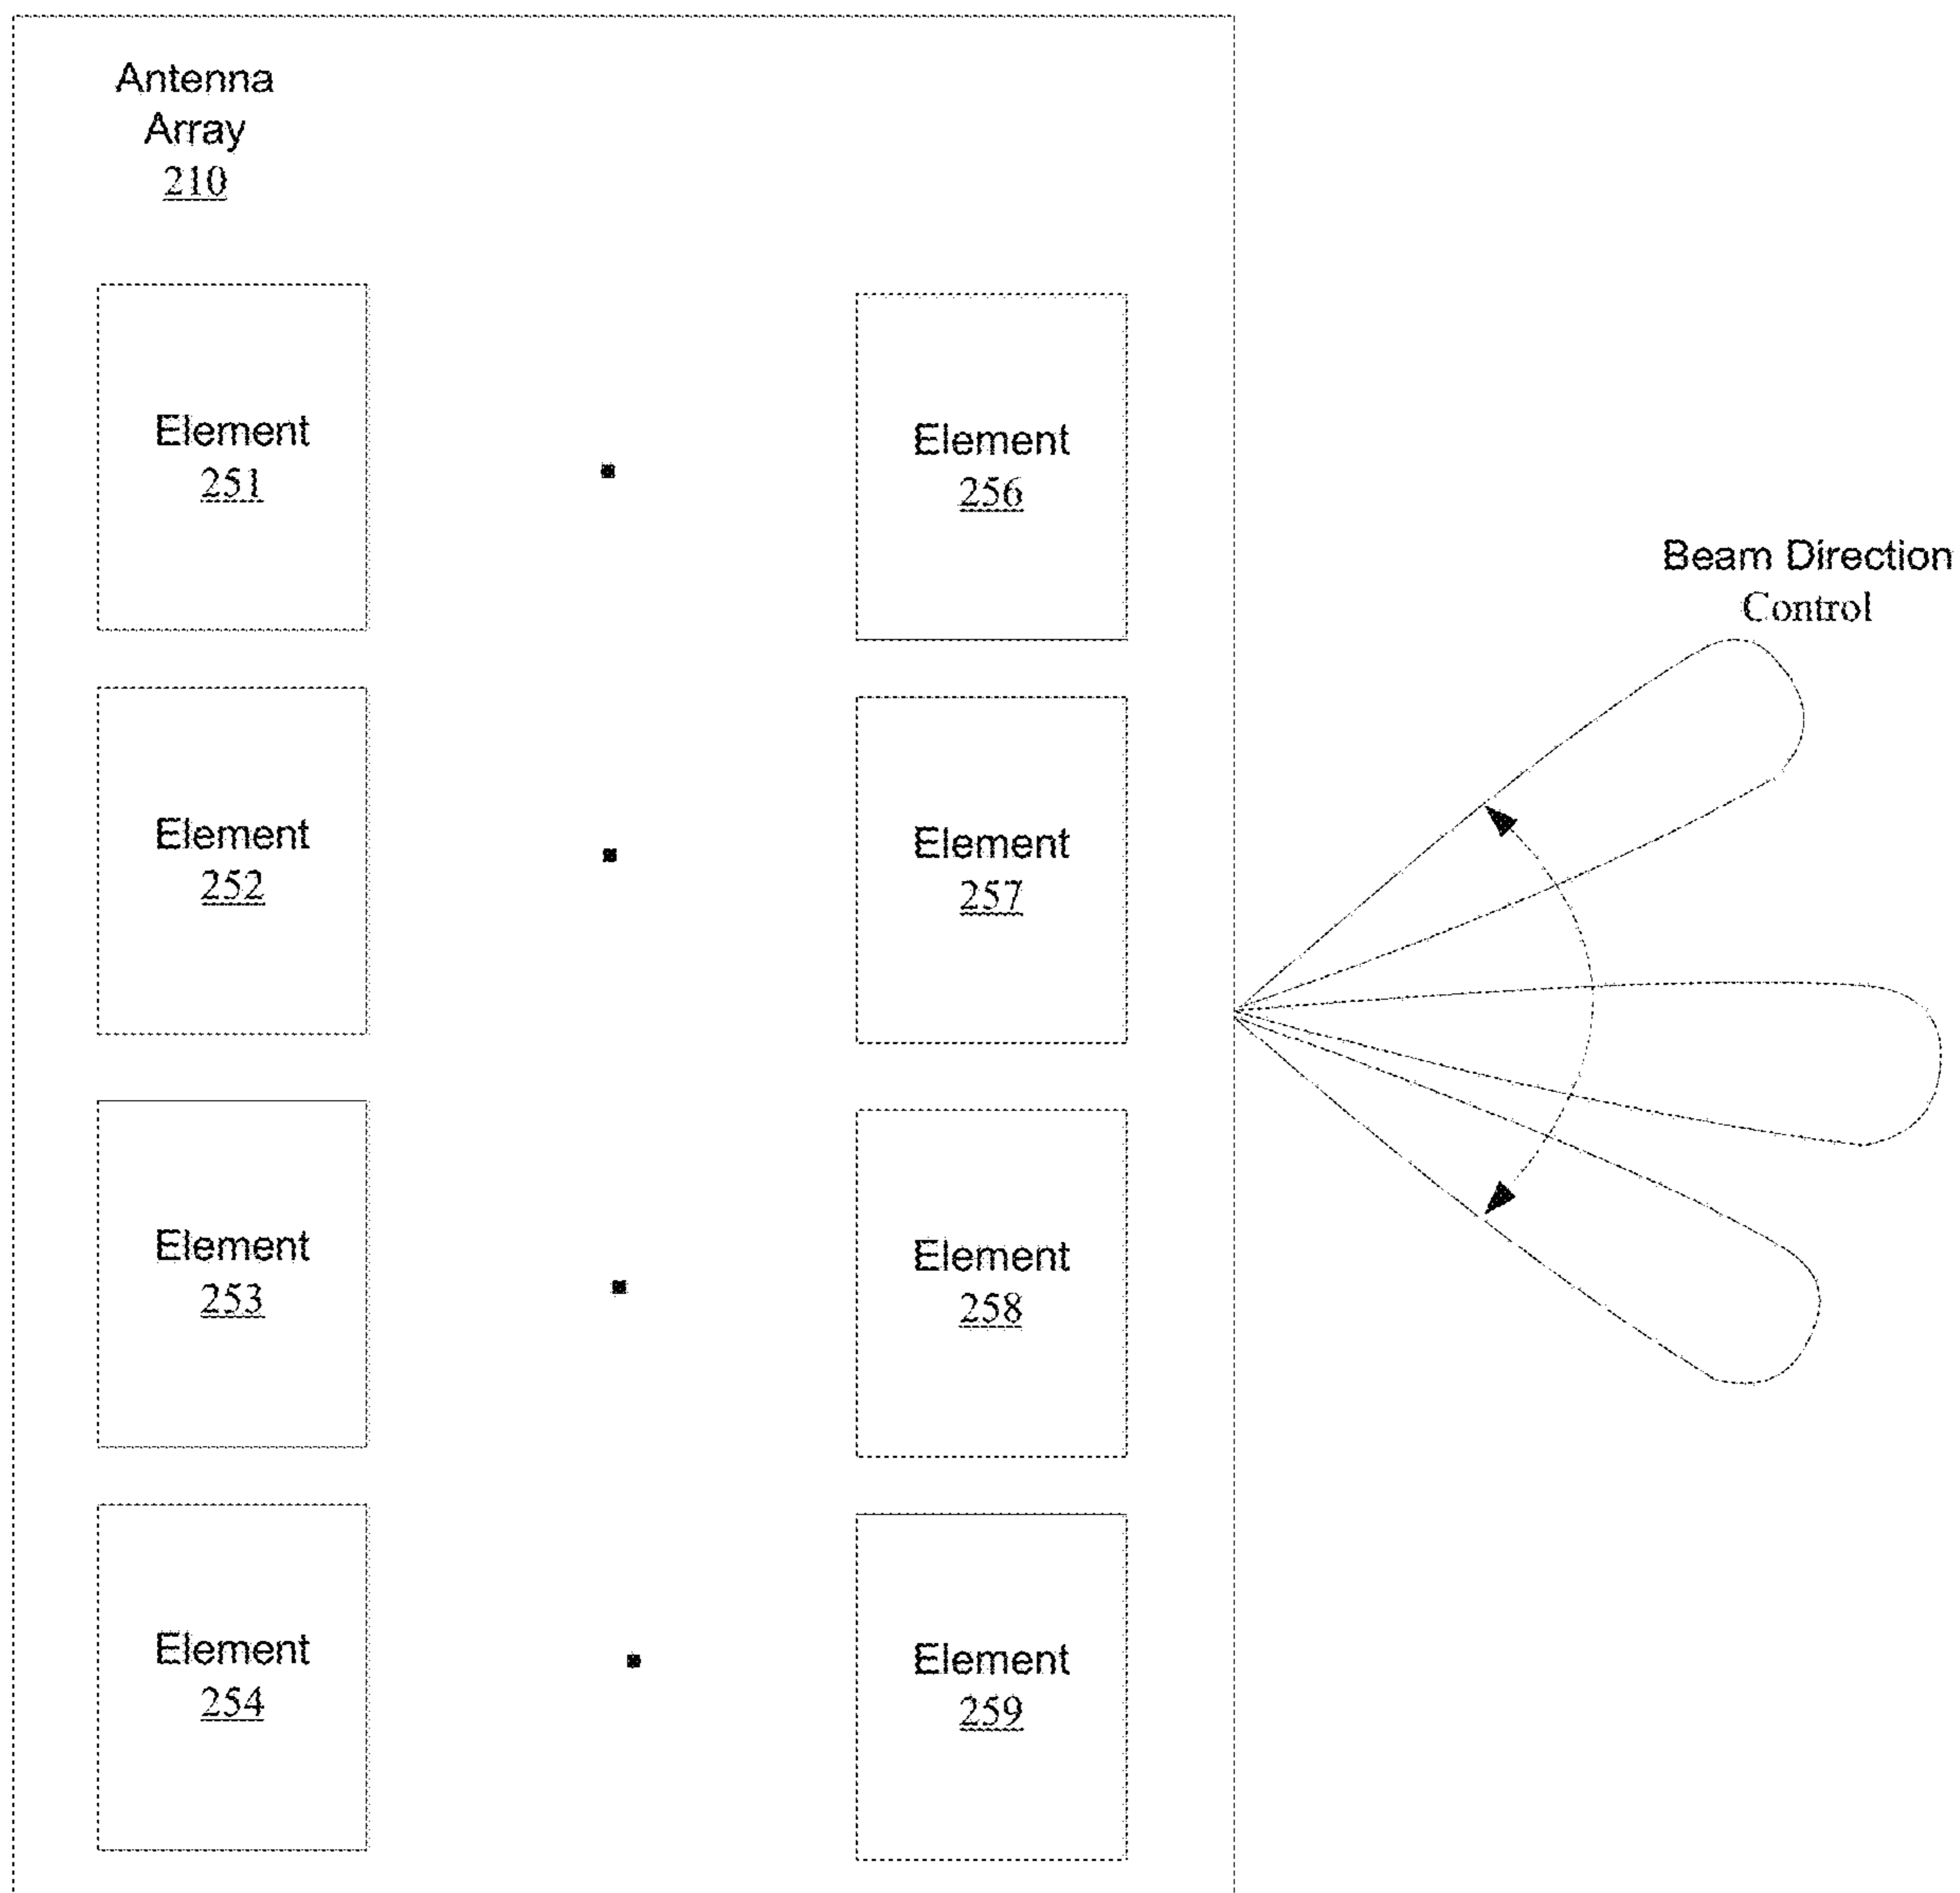 Antenna
Array
210
Element
251
Element
256
Beam Direction
Control
Element
252
Element
257
Element
253
Element
258
Element
254
Element
259